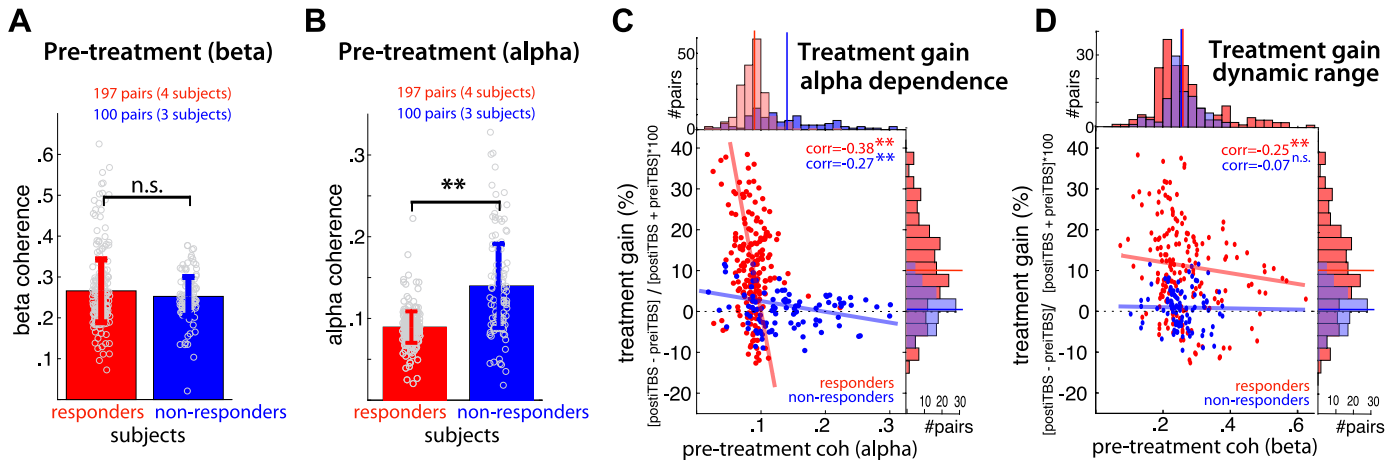 A
Pre-treatment (beta)
197 pairs (4 subjects)
100 pairs (3 subjects)
beta coherence
.6
.5
.4
.3
.2
.1
n.s.
responders
non-responders
subjects
B
Pre-treatment (alpha)
197 pairs (4 subjects)
100 pairs (3 subjects)
alpha coherence
.3
.2
.1
**
responders
non-responders
subjects
C
Treatment gain
alpha dependence
#pairs
50
0
corr=-0.38**
corr=-0.27**
treatment gain (%)
[postiTBS - preiTBS] / [postiTBS + preiTBS]*100
40
30
20
10
0
-10
-20
responders
non-responders
.1
.2
.3
pre-treatment coh (alpha)
10 20 30
#pairs
D
Treatment gain
dynamic range
#pairs
30
0
corr=-0.25**
corr=-0.07n.s.
treatment gain (%)
[postiTBS - preiTBS]/ [postiTBS + preiTBS]*100
40
30
20
10
0
-10
-20
responders
non-responders
0
.2
.4
.6
pre-treatment coh (beta)
10 20 30
#pairs